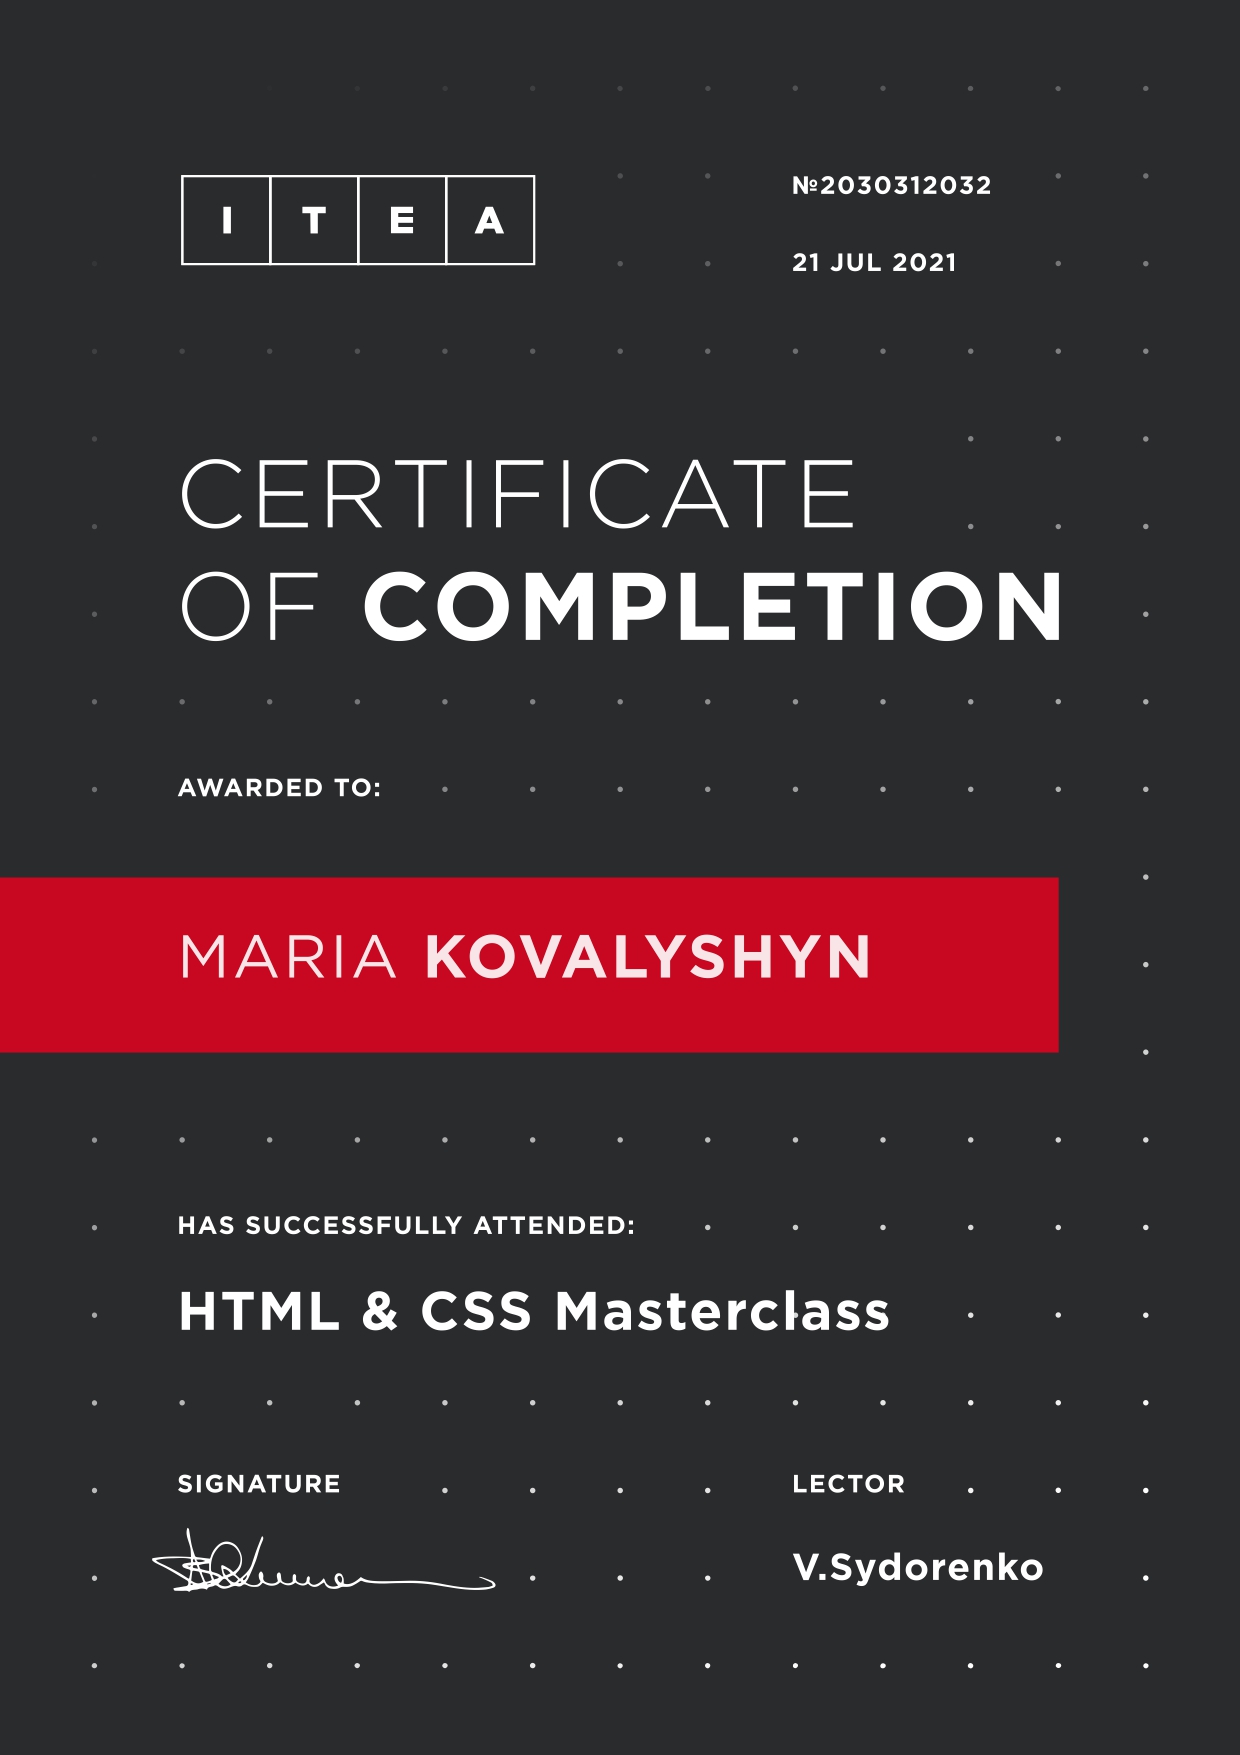 ITEA
№2030312032
21 JUL 2021
CERTIFICATE
OF COMPLETION
AWARDED TO:
MARIA KOVALYSHYN
HAS SUCCESSFULLY ATTENDED:
HTML & CSS Masterclass
SIGNATURE
LECTOR
V.Sydorenko